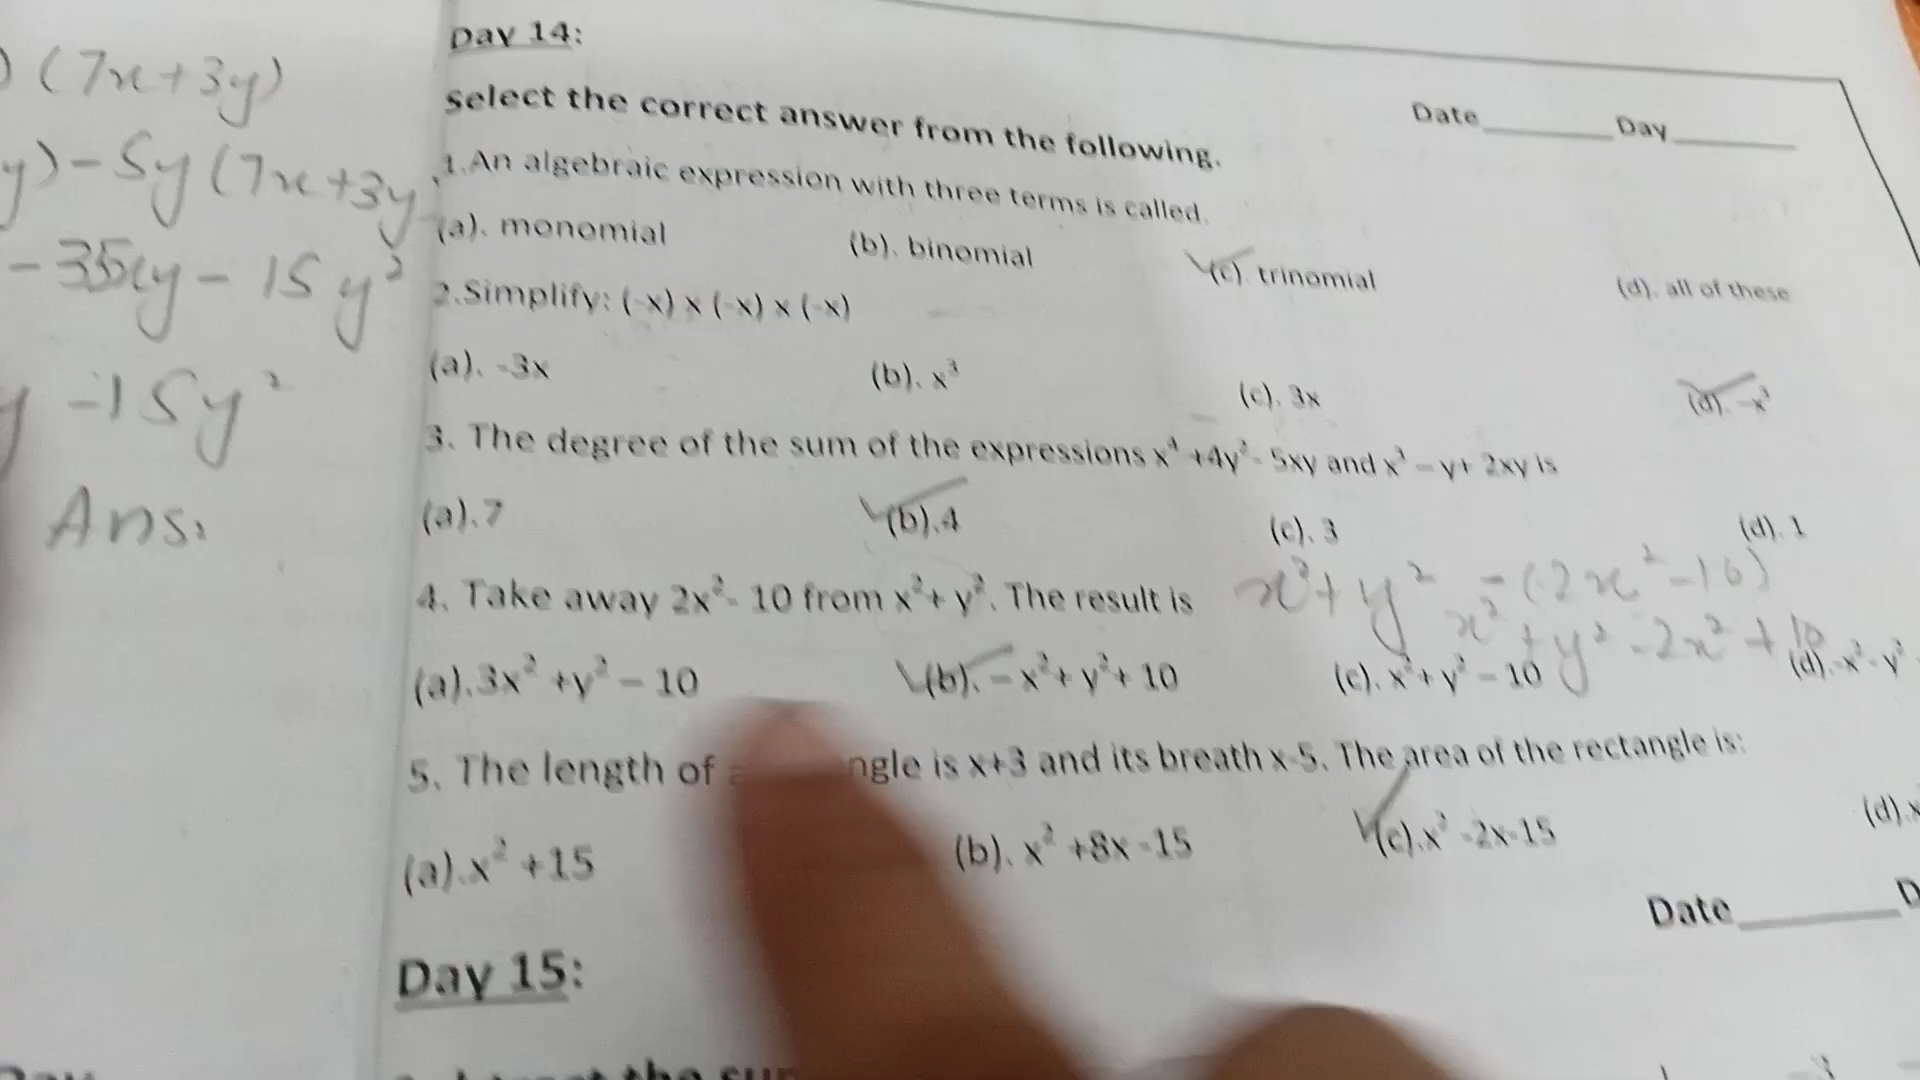 ) (7x+3y)
y) - 5y (7x+3y
- 35xy - 15y²
y -15y²
Ans:
Day 14:
Date______ Day______
select the correct answer from the following.
1.An algebraic expression with three terms is called.
(a). monomial (b). binomial (c). trinomial (d). all of these
2.Simplify: (-x) x (-x) x (-x)
(a). -3x (b). x³ (c). 3x (d). -x³
3. The degree of the sum of the expressions x⁴ +4y² - 5xy and x³ – y+ 2xy is
(a).7 (b).4 (c). 3 (d). 1
4. Take away 2x² - 10 from x²+ y². The result is
x²+y² -(2x²-10)
x²+y²-2x²+10
(a).3x² +y² – 10 (b). – x²+ y²+ 10 (c). x²+ y² – 10 (d).-x² - y²
5. The length of a ngle is x+3 and its breath x-5. The area of the rectangle is:
(a).x² +15 (b). x² +8x -15 (c).x² -2x-15 (d).x
Date______ D
Day 15: